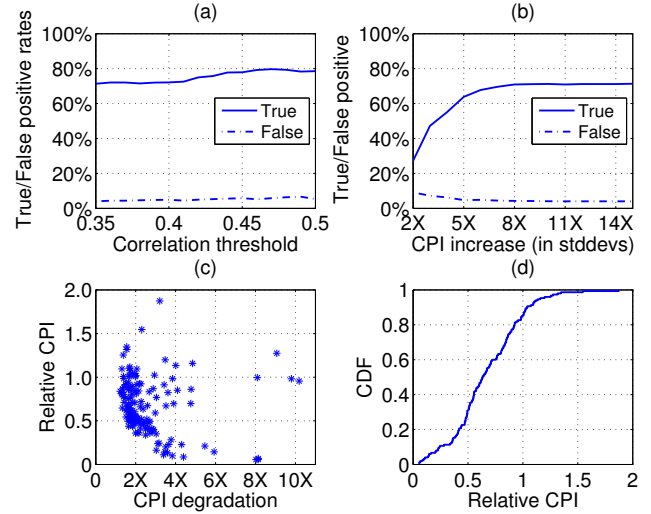 (a)
True/False positive rates
100%
80%
60%
40%
20%
0%
True
False
0.35
0.4
0.45
0.5
Correlation threshold
(b)
True/False positive
100%
80%
60%
40%
20%
0%
True
False
2X
5X
8X
11X
14X
CPI increase (in stddevs)
(c)
Relative CPI
2.0
1.5
1.0
0.5
0
0
2X
4X
6X
8X
10X
CPI degradation
(d)
CDF
1
0.8
0.6
0.4
0.2
0
0
0.5
1
1.5
2
Relative CPI